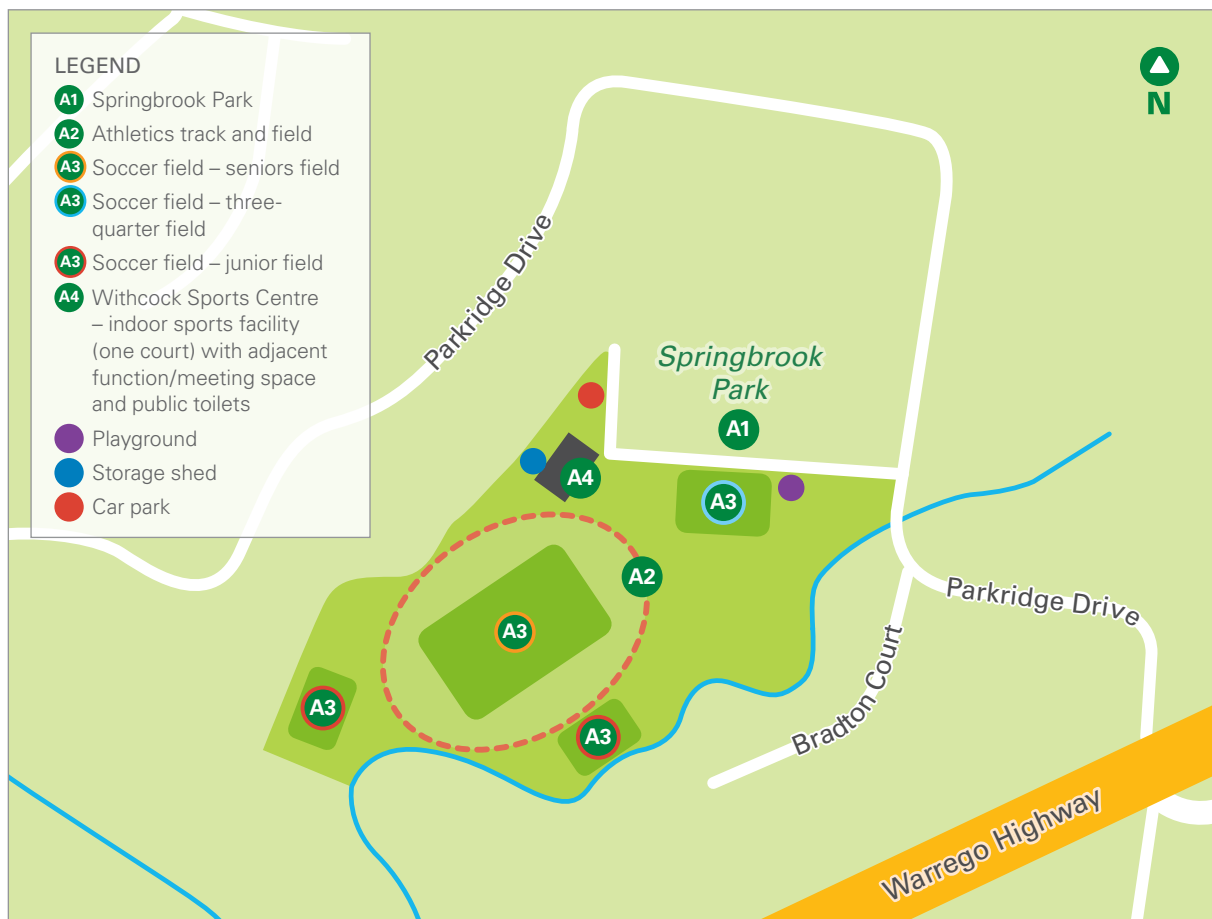 LEGEND
A1 Springbrook Park
A2 Athletics track and field
A3 Soccer field – seniors field
A3 Soccer field – three-
quarter field
A3 Soccer field – junior field
A4 Withcock Sports Centre
– indoor sports facility
(one court) with adjacent
function/meeting space
and public toilets
Playground
Storage shed
Car park
N
Parkridge Drive
Springbrook
Park
A1
A4
A3
A2
A3
A3
A3
Parkridge Drive
Bradton Court
Warrego Highway